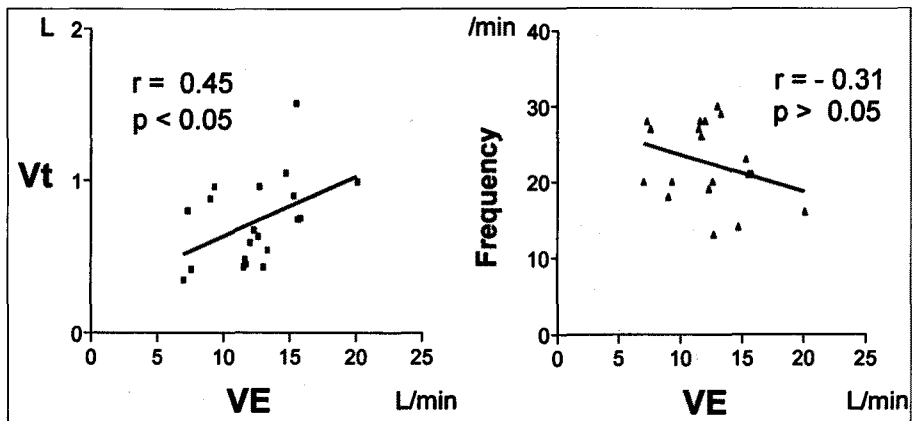 L
2
r = 0.45
p < 0.05
Vt
1
0
0 5 10 15 20 25
VE L/min
/min
40
r = - 0.31
p > 0.05
30
Frequency
20
10
0
0 5 10 15 20 25
VE L/min